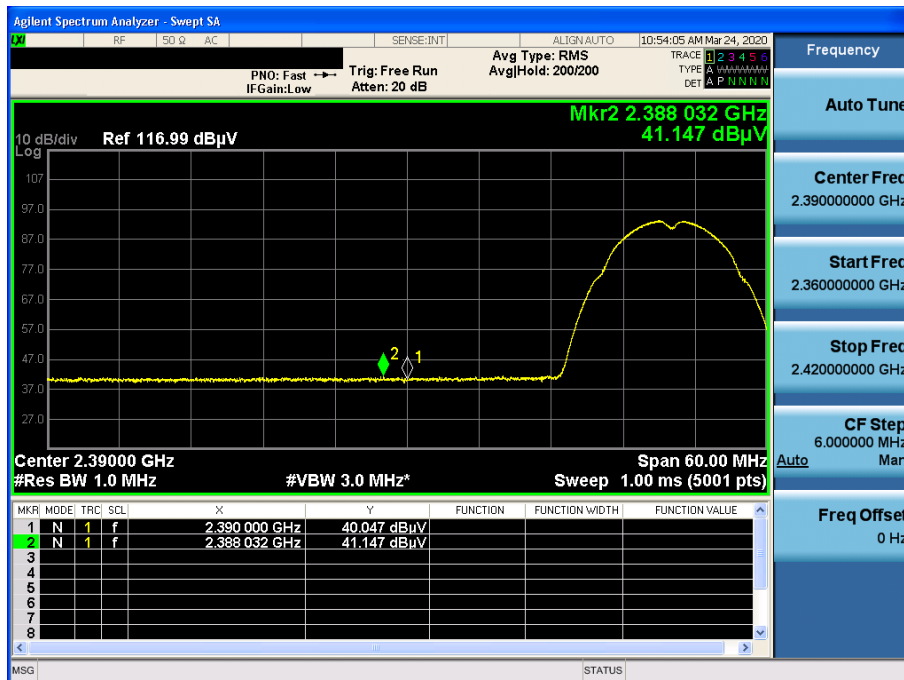 Agilent Spectrum Analyzer - Swept SA
LXI RF 50 Ω AC SENSE:INT ALIGN AUTO 10:54:05 AM Mar 24, 2020
PNO: Fast
IFGain:Low
Trig: Free Run
Atten: 20 dB
Avg Type: RMS
Avg|Hold: 200/200
TRACE 1 2 3 4 5 6
TYPE A WWWWW
DET A P N N N N
Mkr2 2.388 032 GHz
41.147 dBµV
10 dB/div Ref 116.99 dBµV
Log
107
97.0
87.0
77.0
67.0
57.0
47.0
37.0
27.0
2
1
Center 2.39000 GHz Span 60.00 MHz
#Res BW 1.0 MHz #VBW 3.0 MHz* Sweep 1.00 ms (5001 pts)
MKR MODE TRC SCL X Y FUNCTION FUNCTION WIDTH FUNCTION VALUE
1 N 1 f 2.390 000 GHz 40.047 dBµV
2 N 1 f 2.388 032 GHz 41.147 dBµV
3
4
5
6
7
8
MSG STATUS
Frequency
Auto Tune
Center Freq
2.390000000 GHz
Start Freq
2.360000000 GHz
Stop Freq
2.420000000 GHz
CF Step
6.000000 MHz
Auto Man
Freq Offset
0 Hz